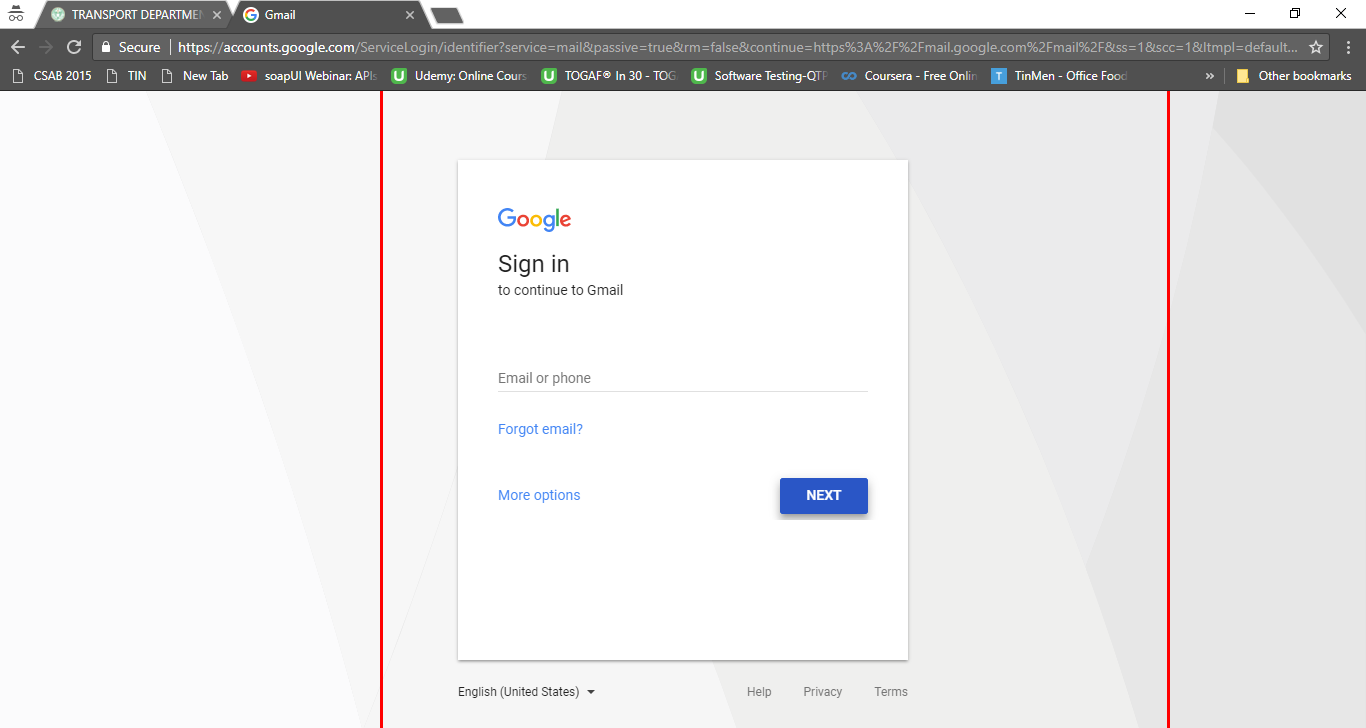 TRANSPORT DEPARTMEN
Gmail
Secure
https://accounts.google.com/ServiceLogin/identifier?service=mail&passive=true&rm=false&continue=https%3A%2F%2Fmail.google.com%2Fmail%2F&ss=1&scc=1&ltmpl=default...
CSAB 2015
TIN
New Tab
soapUI Webinar: APIs
Udemy: Online Cours
TOGAF® In 30 - TOG
Software Testing-QTP
Coursera - Free Onlin
T
TinMen - Office Food
»
Other bookmarks
Google
Sign in
to continue to Gmail
Email or phone
Forgot email?
More options
NEXT
English (United States)
Help
Privacy
Terms